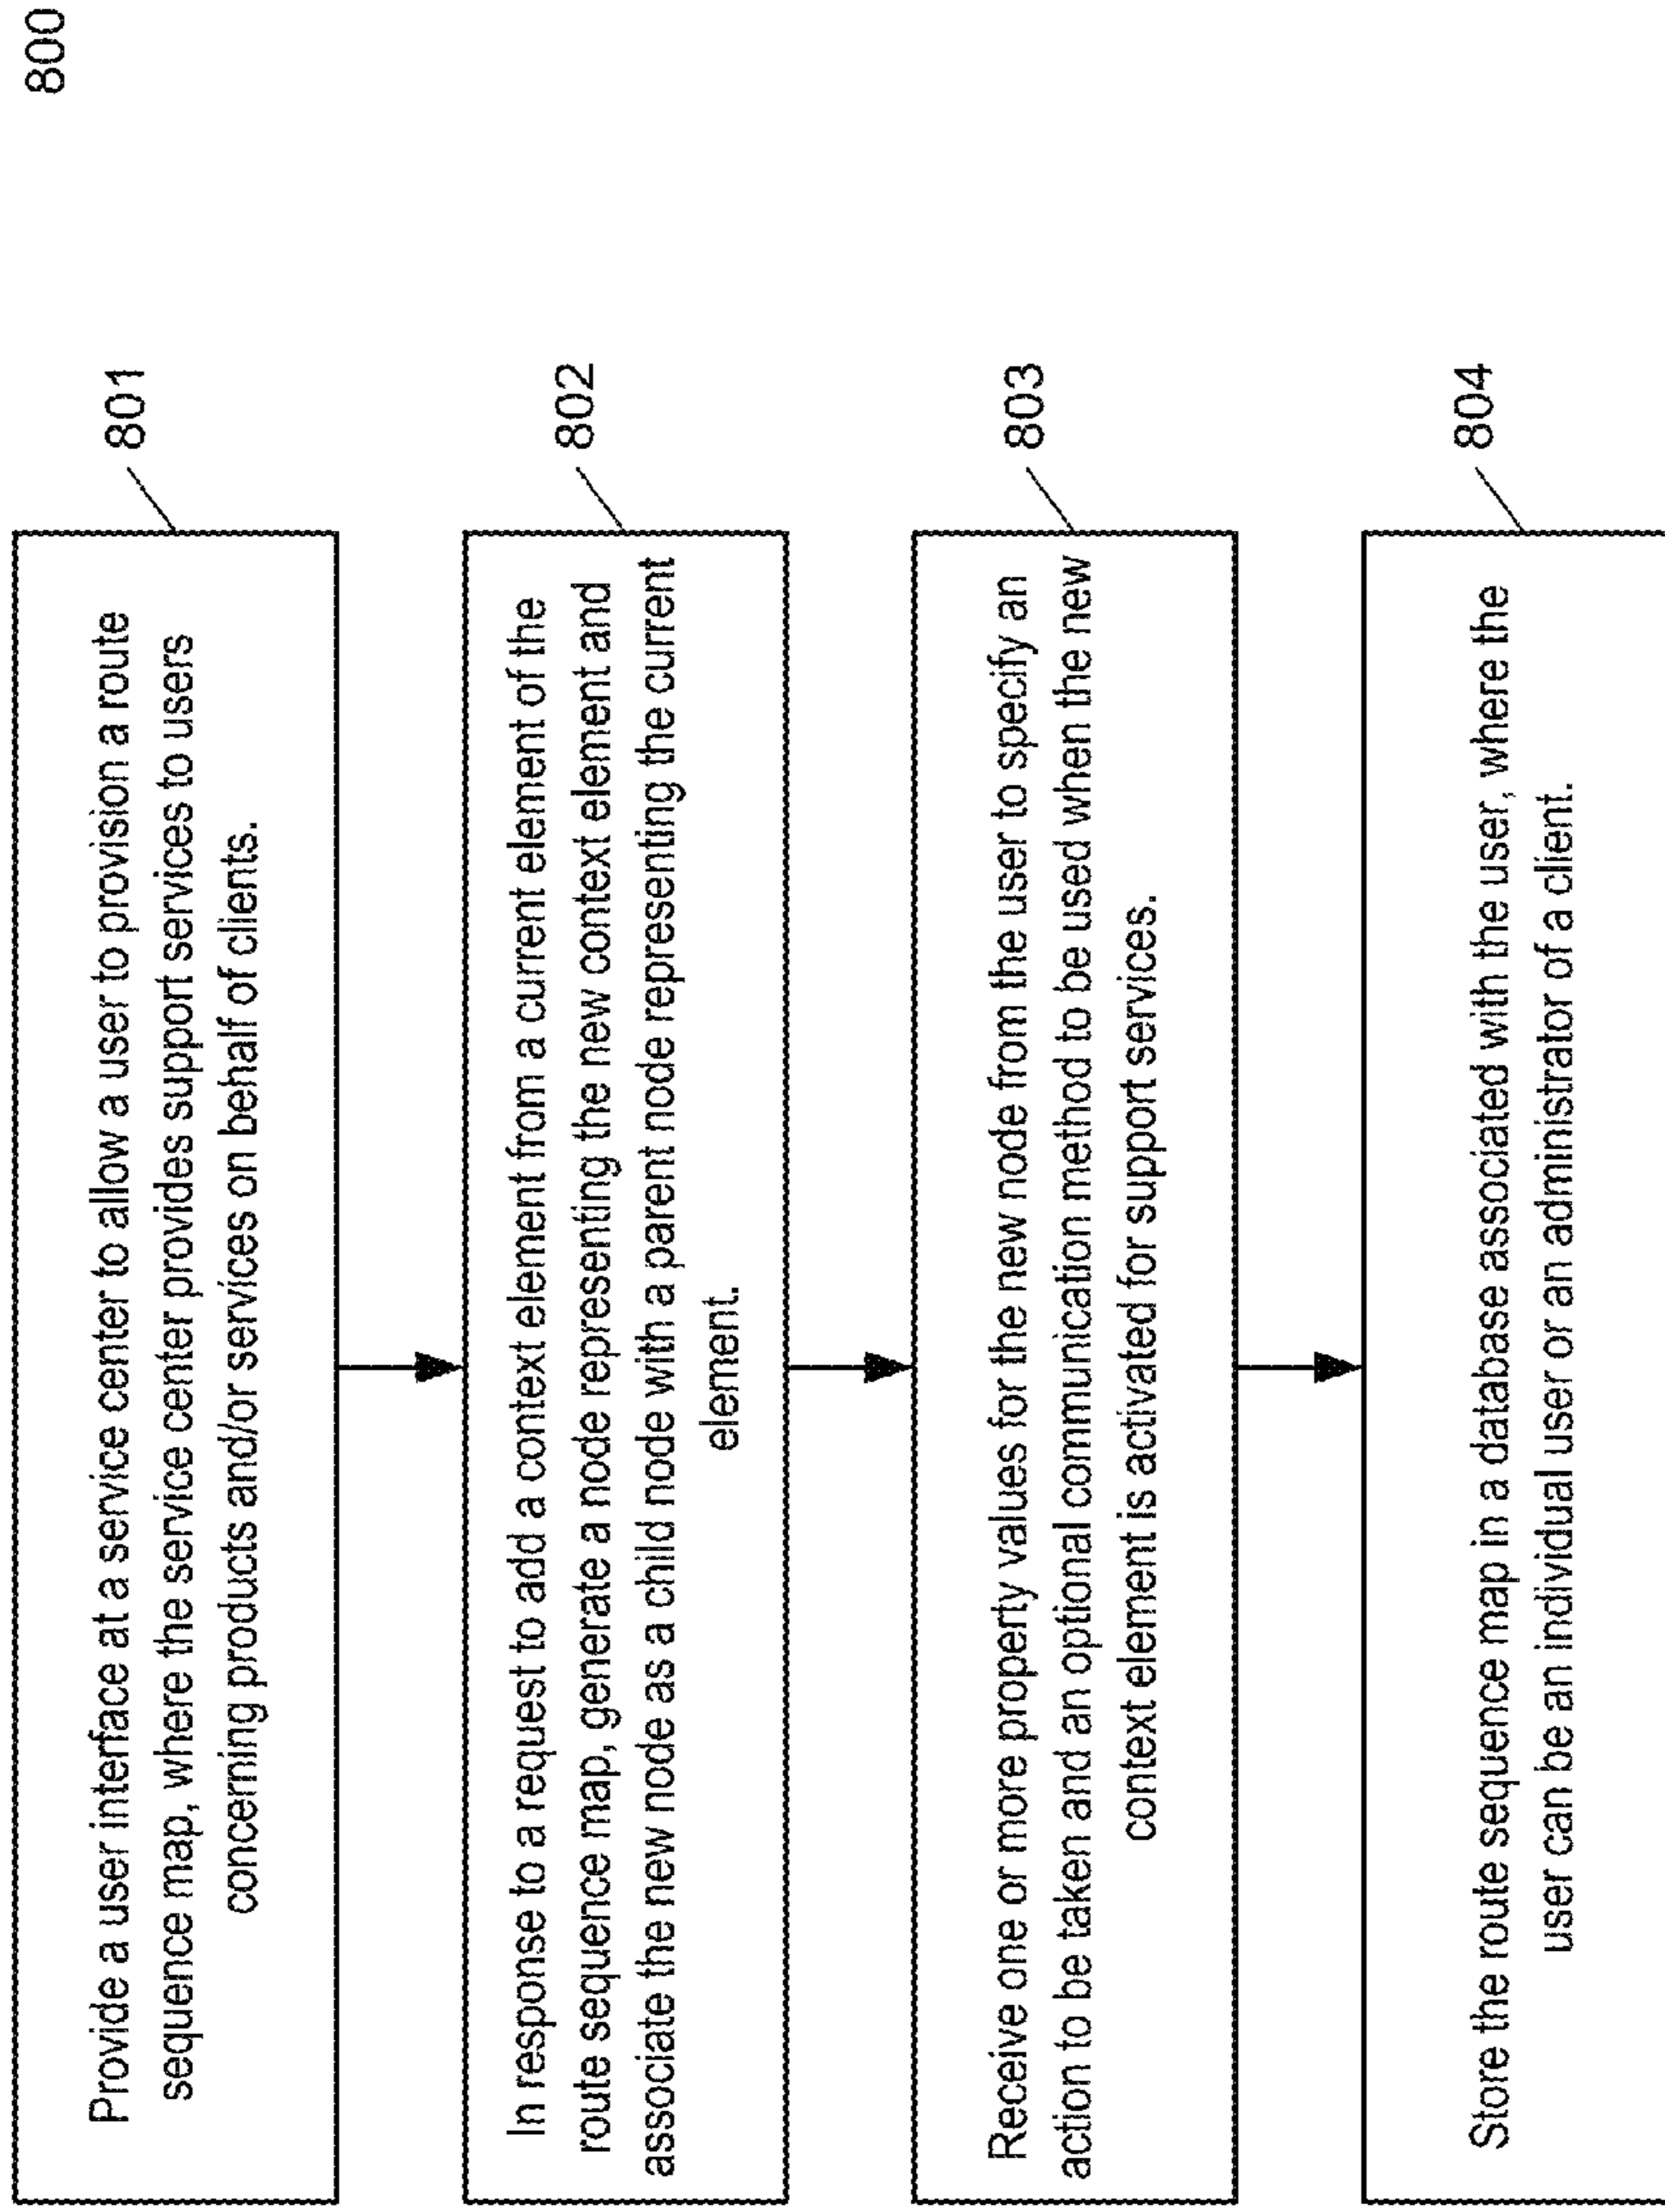 800
801
Provide a user interface at a service center to allow a user to provision a route
sequence map, where the service center provides support services to users
concerning products and/or services on behalf of clients.
802
In response to a request to add a context element from a current element of the
route sequence map, generate a node representing the new context element and
associate the new node as a child node with a parent node representing the current
element.
803
Receive one or more property values for the new node from the user to specify an
action to be taken and an optional communication method to be used when the new
context element is activated for support services.
804
Store the route sequence map in a database associated with the user, where the
user can be an individual user or an administrator of a client.